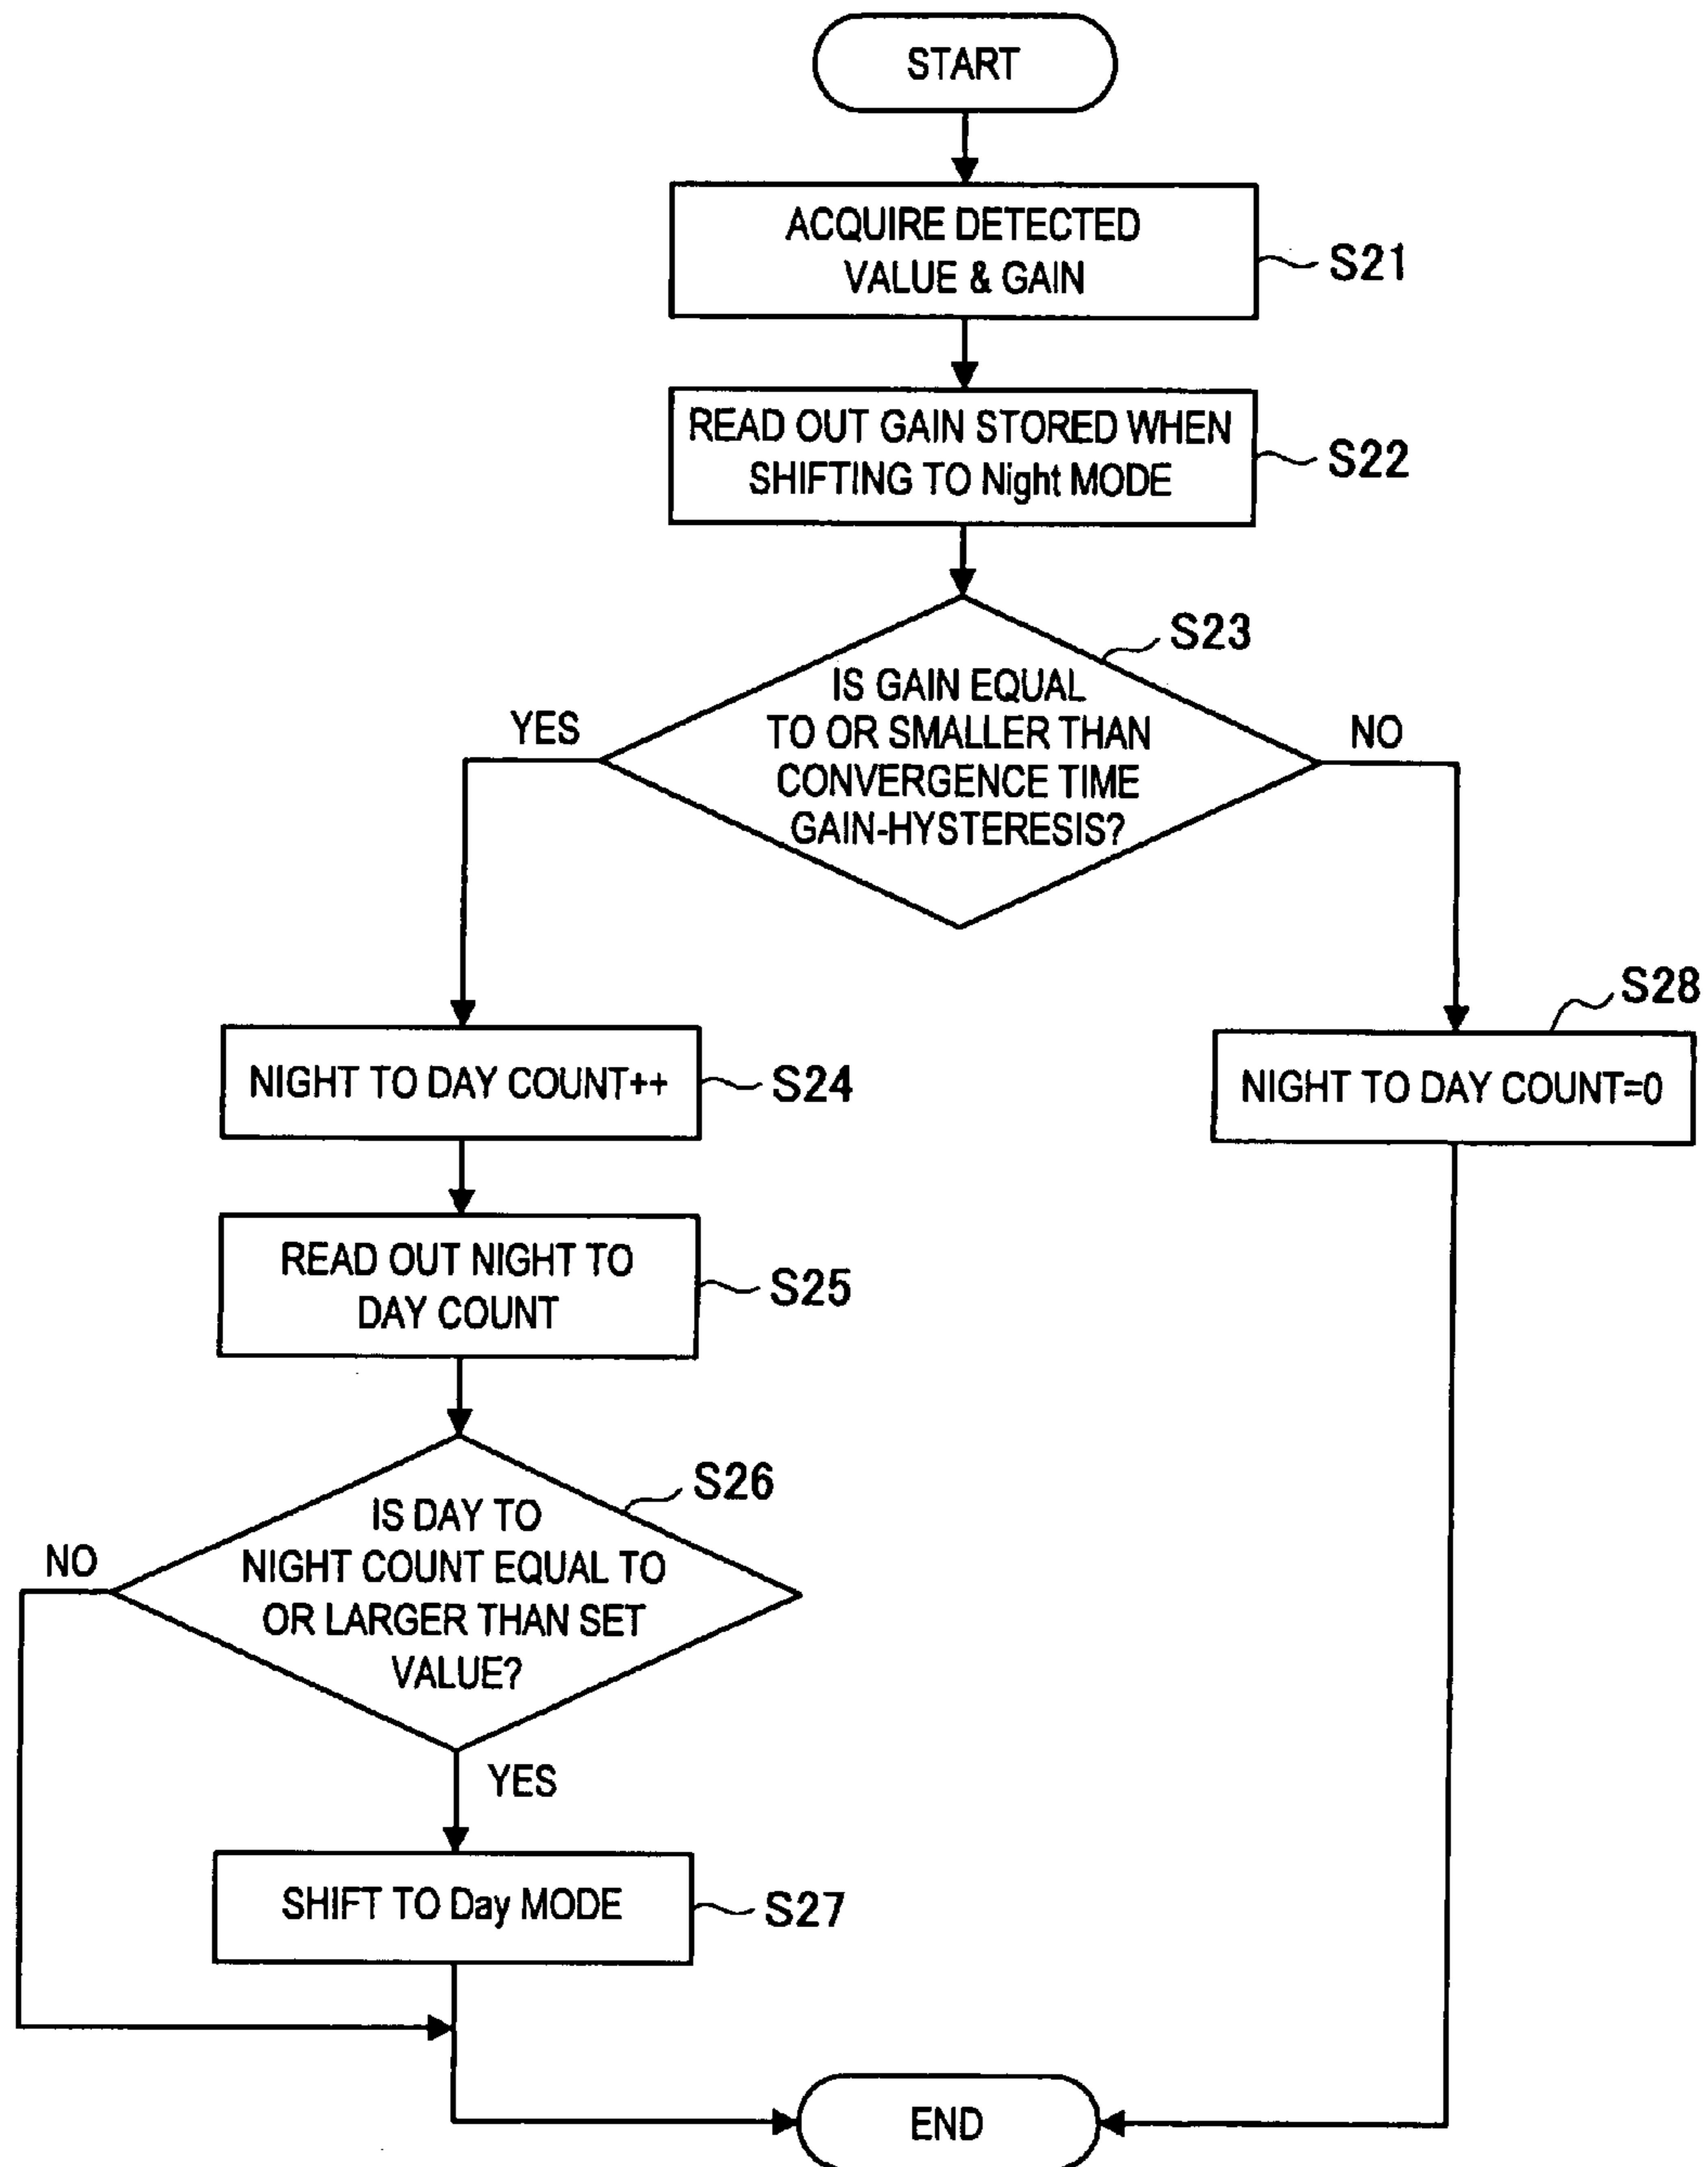 START
ACQUIRE DETECTED
VALUE & GAIN
S21
READ OUT GAIN STORED WHEN
SHIFTING TO Night MODE
S22
S23
IS GAIN EQUAL
TO OR SMALLER THAN
CONVERGENCE TIME
GAIN-HYSTERESIS?
YES
NO
S28
NIGHT TO DAY COUNT++
S24
NIGHT TO DAY COUNT=0
READ OUT NIGHT TO
DAY COUNT
S25
S26
IS DAY TO
NIGHT COUNT EQUAL TO
OR LARGER THAN SET
VALUE?
NO
YES
SHIFT TO Day MODE
S27
END